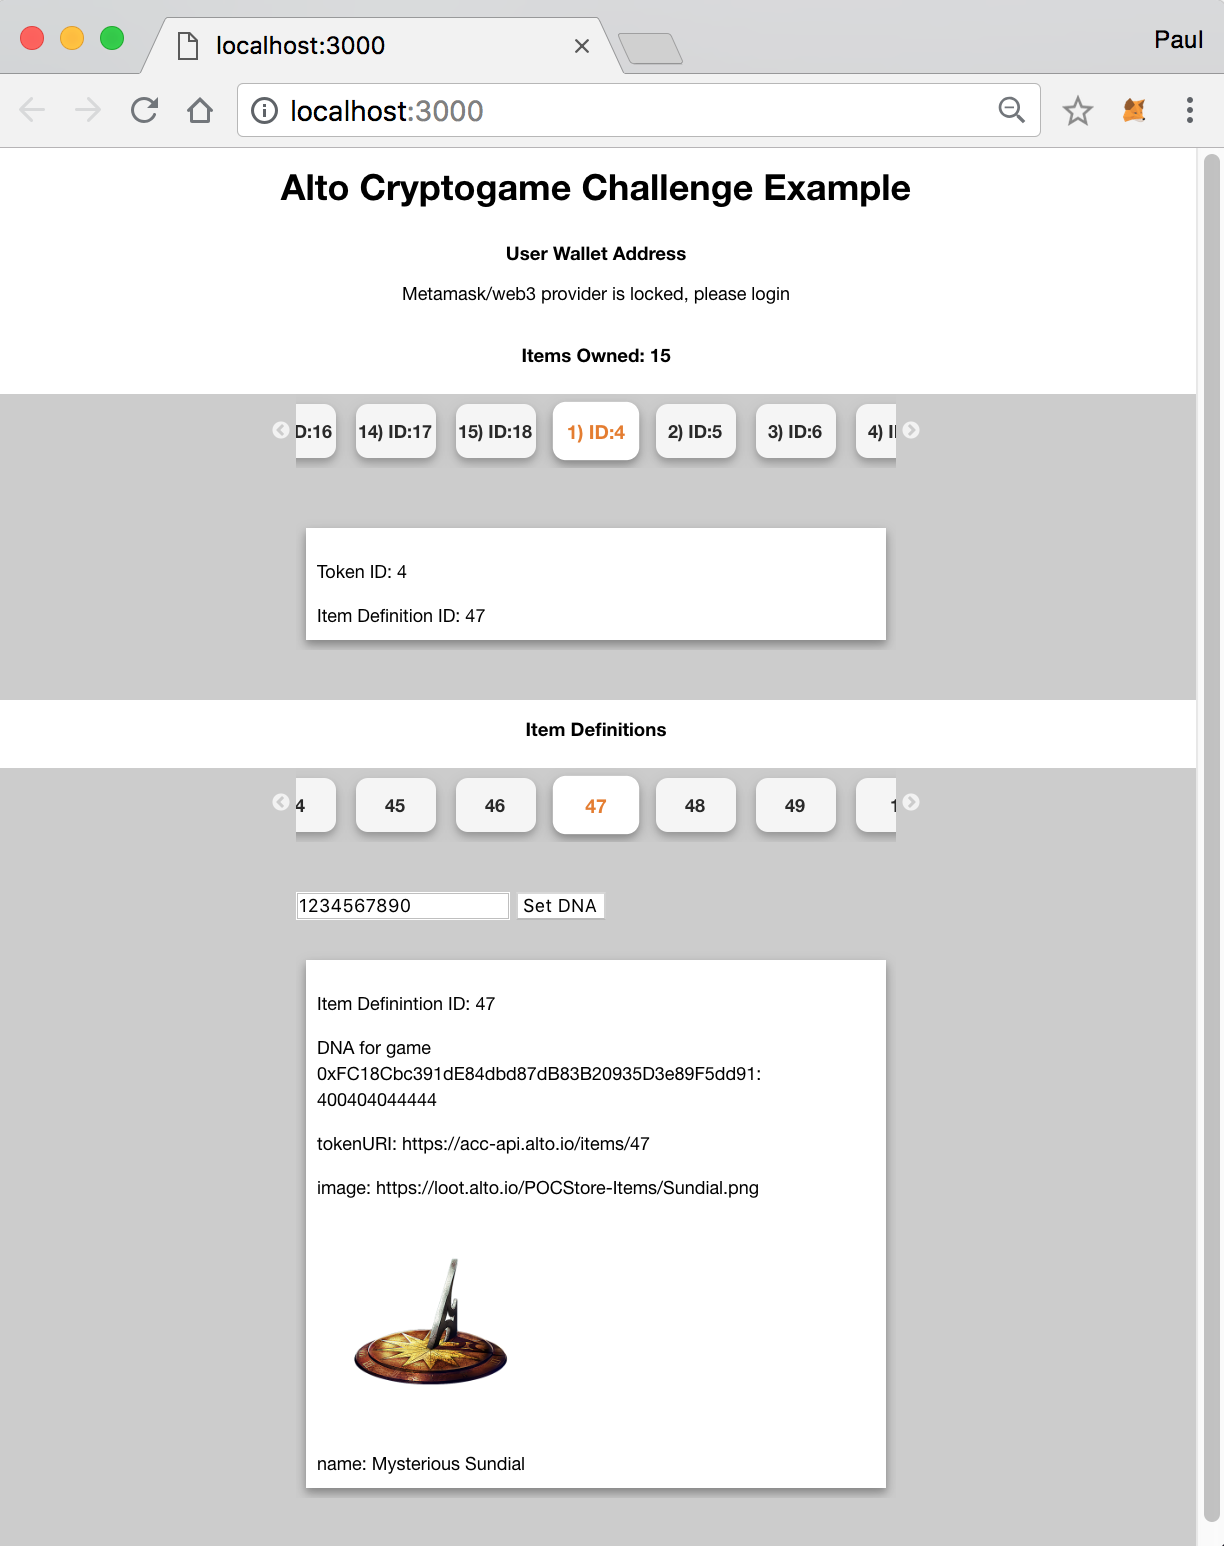 localhost:3000
Paul
localhost:3000
Alto Cryptogame Challenge Example
User Wallet Address
Metamask/web3 provider is locked, please login
Items Owned: 15
D:16 14) ID:17 15) ID:18 1) ID:4 2) ID:5 3) ID:6 4) I
Token ID: 4
Item Definition ID: 47
Item Definitions
4 45 46 47 48 49 1
1234567890 Set DNA
Item Definintion ID: 47
DNA for game
0xFC18Cbc391dE84dbd87dB83B20935D3e89F5dd91:
400404044444
tokenURI: https://acc-api.alto.io/items/47
image: https://loot.alto.io/POCStore-Items/Sundial.png
name: Mysterious Sundial